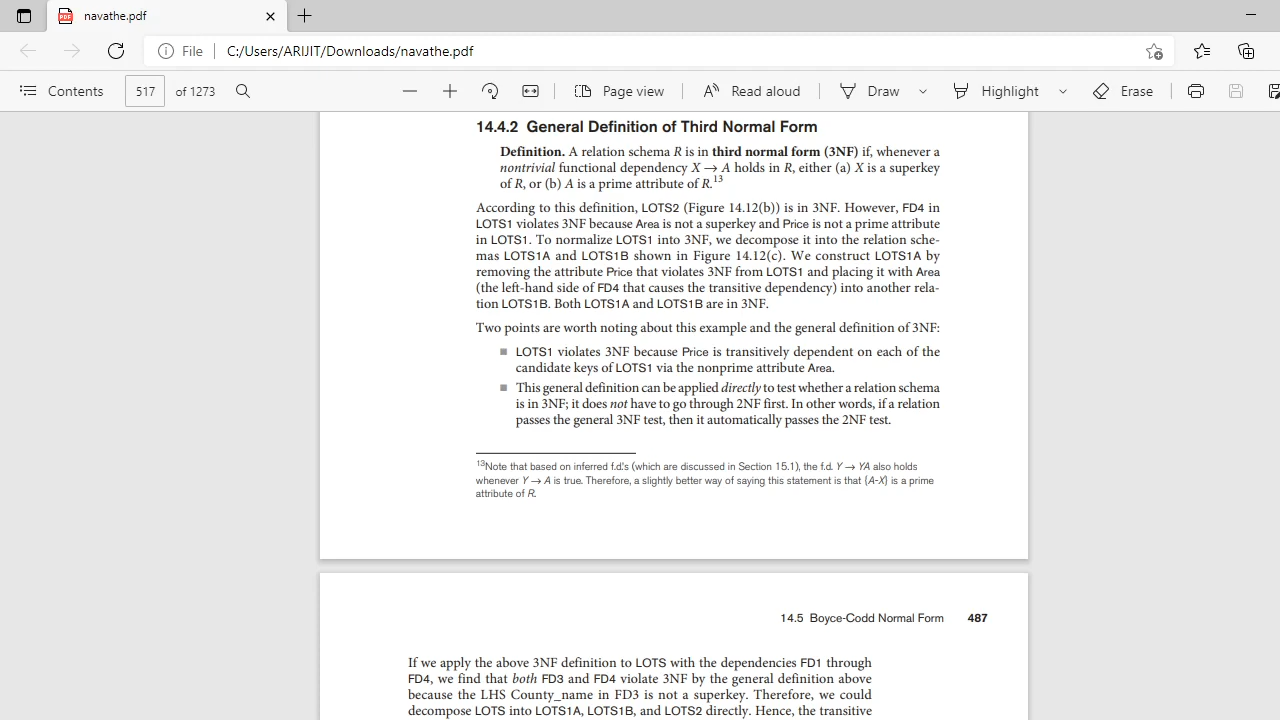 navathe.pdf
File C:/Users/ARIJIT/Downloads/navathe.pdf
Contents 517 of 1273 Page view Read aloud Draw Highlight Erase
14.4.2 General Definition of Third Normal Form
Definition. A relation schema R is in third normal form (3NF) if, whenever a
nontrivial functional dependency X → A holds in R, either (a) X is a superkey
of R, or (b) A is a prime attribute of R.13
According to this definition, LOTS2 (Figure 14.12(b)) is in 3NF. However, FD4 in
LOTS1 violates 3NF because Area is not a superkey and Price is not a prime attribute
in LOTS1. To normalize LOTS1 into 3NF, we decompose it into the relation sche-
mas LOTS1A and LOTS1B shown in Figure 14.12(c). We construct LOTS1A by
removing the attribute Price that violates 3NF from LOTS1 and placing it with Area
(the left-hand side of FD4 that causes the transitive dependency) into another rela-
tion LOTS1B. Both LOTS1A and LOTS1B are in 3NF.
Two points are worth noting about this example and the general definition of 3NF:
■ LOTS1 violates 3NF because Price is transitively dependent on each of the
candidate keys of LOTS1 via the nonprime attribute Area.
■ This general definition can be applied directly to test whether a relation schema
is in 3NF; it does not have to go through 2NF first. In other words, if a relation
passes the general 3NF test, then it automatically passes the 2NF test.
13Note that based on inferred f.d.'s (which are discussed in Section 15.1), the f.d. Y → YA also holds
whenever Y → A is true. Therefore, a slightly better way of saying this statement is that {A-X} is a prime
attribute of R.
14.5 Boyce-Codd Normal Form 487
If we apply the above 3NF definition to LOTS with the dependencies FD1 through
FD4, we find that both FD3 and FD4 violate 3NF by the general definition above
because the LHS County_name in FD3 is not a superkey. Therefore, we could
decompose LOTS into LOTS1A, LOTS1B, and LOTS2 directly. Hence, the transitive